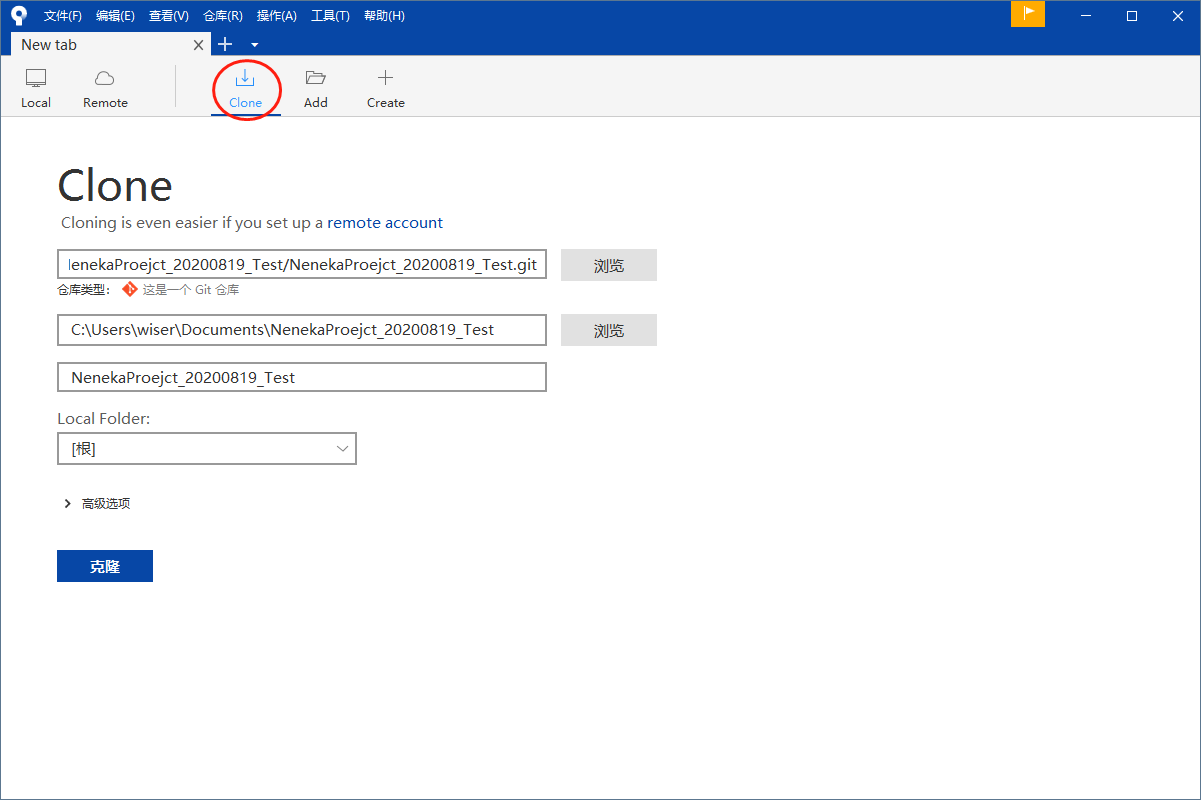 文件(F) 编辑(E) 查看(V) 仓库(R) 操作(A) 工具(T) 帮助(H)
New tab
Local Remote Clone Add Create
Clone
Cloning is even easier if you set up a remote account
enekaProejct_20200819_Test/NenekaProejct_20200819_Test.git 浏览
仓库类型: 这是一个 Git 仓库
C:\Users\wiser\Documents\NenekaProejct_20200819_Test 浏览
NenekaProejct_20200819_Test
Local Folder:
[根]
高级选项
克隆